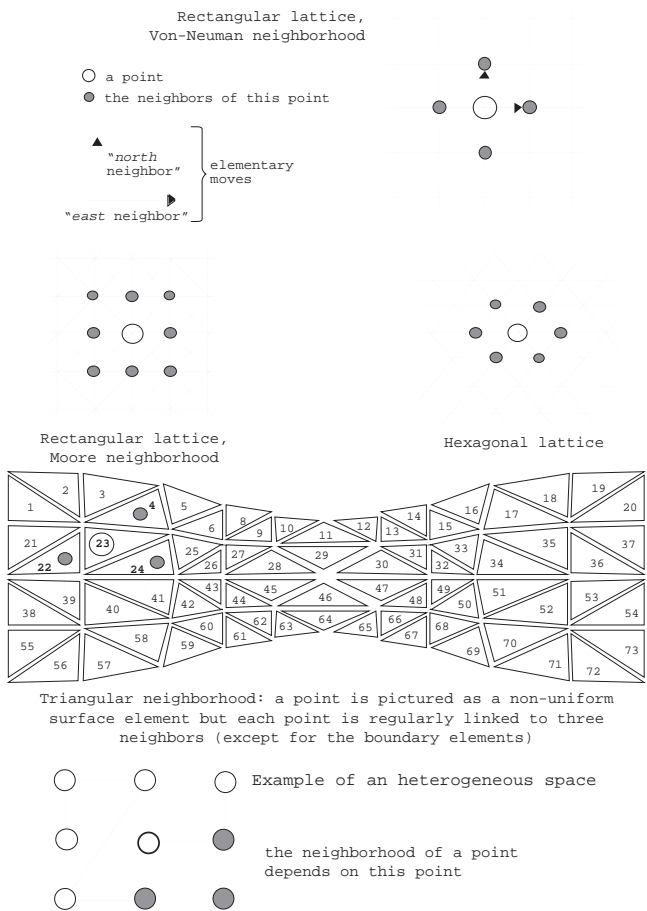 Rectangular lattice,
Von-Neuman neighborhood
a point
the neighbors of this point
“north
neighbor”
elementary
moves
“east neighbor”
Rectangular lattice,
Moore neighborhood
Hexagonal lattice
1 2 3 4 5 6 8 9 10 11 12 13 14 15 16 17 18 19 20
21 22 23 24 25 26 27 28 29 30 31 32 33 34 35 36 37
38 39 40 41 42 43 44 45 46 47 48 49 50 51 52 53 54
55 56 57 58 59 60 61 62 63 64 65 66 67 68 69 70 71 72 73
Triangular neighborhood: a point is pictured as a non-uniform
surface element but each point is regularly linked to three
neighbors (except for the boundary elements)
Example of an heterogeneous space
the neighborhood of a point
depends on this point